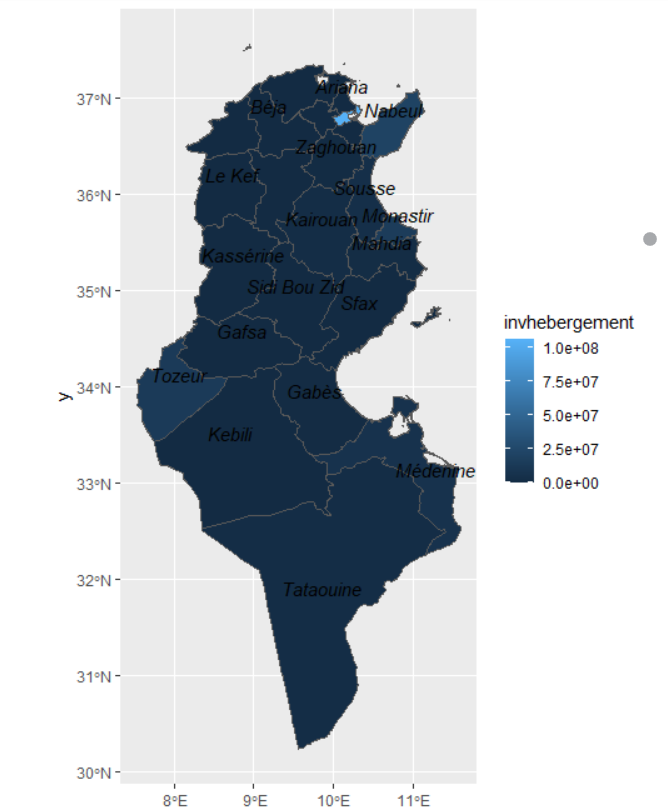 37°N
36°N
35°N
34°N
33°N
32°N
31°N
30°N
y
8°E
9°E
10°E
11°E
Ariana
Béja
Nabeul
Zaghouan
Le Kef
Sousse
Kairouan
Monastir
Mahdia
Kassérine
Sidi Bou Zid
Sfax
Gafsa
Tozeur
Gabès
Kebili
Médenine
Tataouine
invhebergement
1.0e+08
7.5e+07
5.0e+07
2.5e+07
0.0e+00